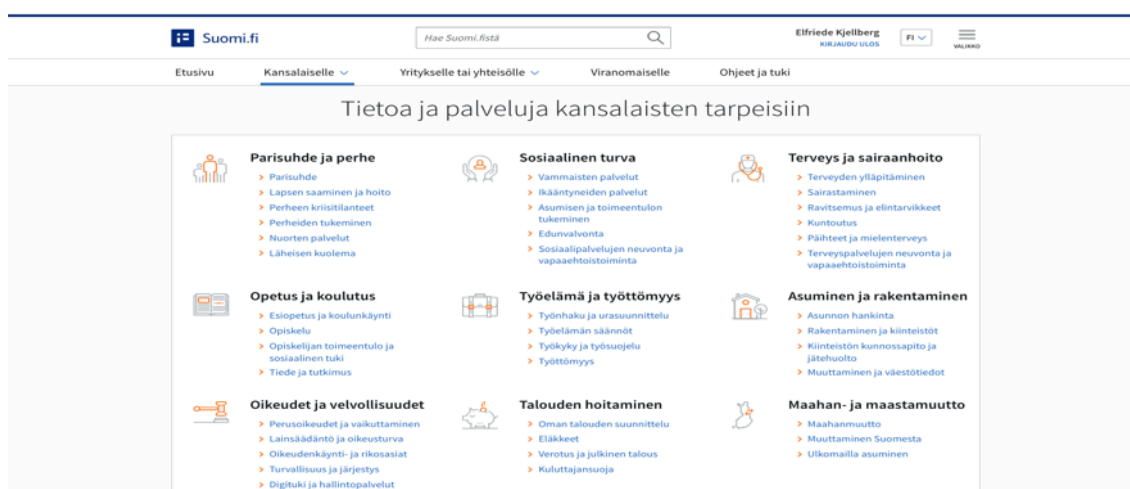 Suomi.fi
Hae Suomi.fistä
Elfriede Kjellberg
KIRJAUDU ULOS
FI
VALIKKO
Etusivu
Kansalaiselle
Yritykselle tai yhteisölle
Viranomaiselle
Ohjeet ja tuki
Tietoa ja palveluja kansalaisten tarpeisiin
Parisuhde ja perhe
Parisuhde
Lapsen saaminen ja hoito
Perheen kriisitilanteet
Perheiden tukeminen
Nuorten palvelut
Läheisen kuolema
Sosiaalinen turva
Vammaisten palvelut
Ikääntyneiden palvelut
Asumisen ja toimeentulon
tukeminen
Edunvalvonta
Sosiaalipalvelujen neuvonta ja
vapaaehtoistoiminta
Terveys ja sairaanhoito
Terveyden ylläpitäminen
Sairastaminen
Ravitsemus ja elintarvikkeet
Kuntoutus
Päihteet ja mielenterveys
Terveyspalvelujen neuvonta ja
vapaaehtoistoiminta
Opetus ja koulutus
Esiopetus ja koulunkäynti
Opiskelu
Opiskelijan toimeentulo ja
sosiaalinen tuki
Tiede ja tutkimus
Työelämä ja työttömyys
Työnhaku ja urasuunnittelu
Työelämän säännöt
Työkyky ja työsuojelu
Työttömyys
Asuminen ja rakentaminen
Asunnon hankinta
Rakentaminen ja kiinteistöt
Kiinteistön kunnossapito ja
jätehuolto
Muuttaminen ja väestötiedot
Oikeudet ja velvollisuudet
Perusoikeudet ja vaikuttaminen
Lainsäädäntö ja oikeusturva
Oikeudenkäynti- ja rikosasiat
Turvallisuus ja järjestys
Digituki ja hallintopalvelut
Talouden hoitaminen
Oman talouden suunnittelu
Eläkkeet
Verotus ja julkinen talous
Kuluttajansuoja
Maahan- ja maastamuutto
Maahanmuutto
Muuttaminen Suomesta
Ulkomailla asuminen